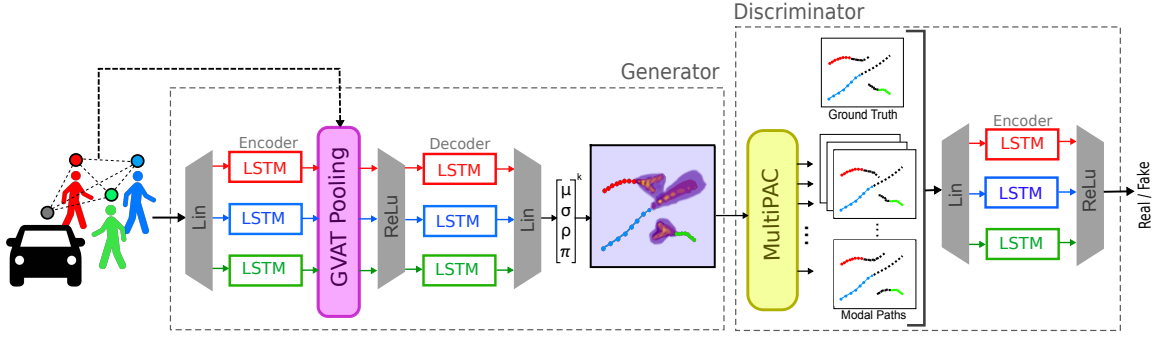 Discriminator
Generator
Ground Truth
Encoder
Decoder
Encoder
LSTM
LSTM
LSTM
LSTM
LSTM
LSTM
LSTM
LSTM
LSTM
Lin
GVAT Pooling
ReLu
Lin
μ k
σ
ρ
π
MultiPAC
...
...
Modal Paths
Lin
ReLu
Real / Fake